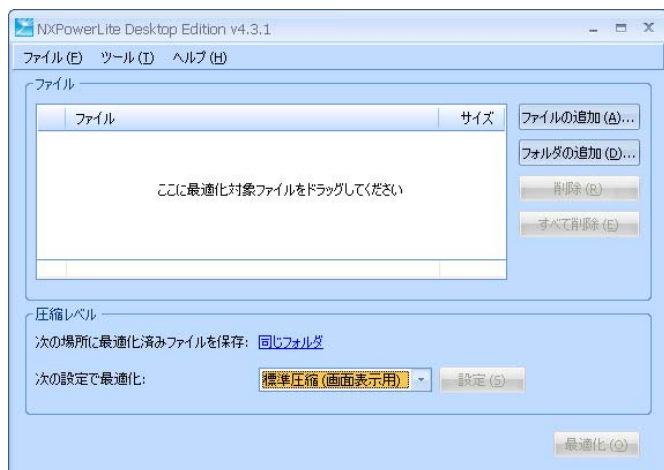 NXPowerLite Desktop Edition v4.3.1
ファイル(F) ツール(T) ヘルプ(H)
ファイル
ファイル サイズ
ファイルの追加(A)...
フォルダの追加(D)...
ここに最適化対象ファイルをドラッグしてください
削除(R)
すべて削除(E)
圧縮レベル
次の場所に最適化済みファイルを保存: 同じフォルダ
次の設定で最適化: 標準圧縮(画面表示用) 設定(S)
最適化(O)